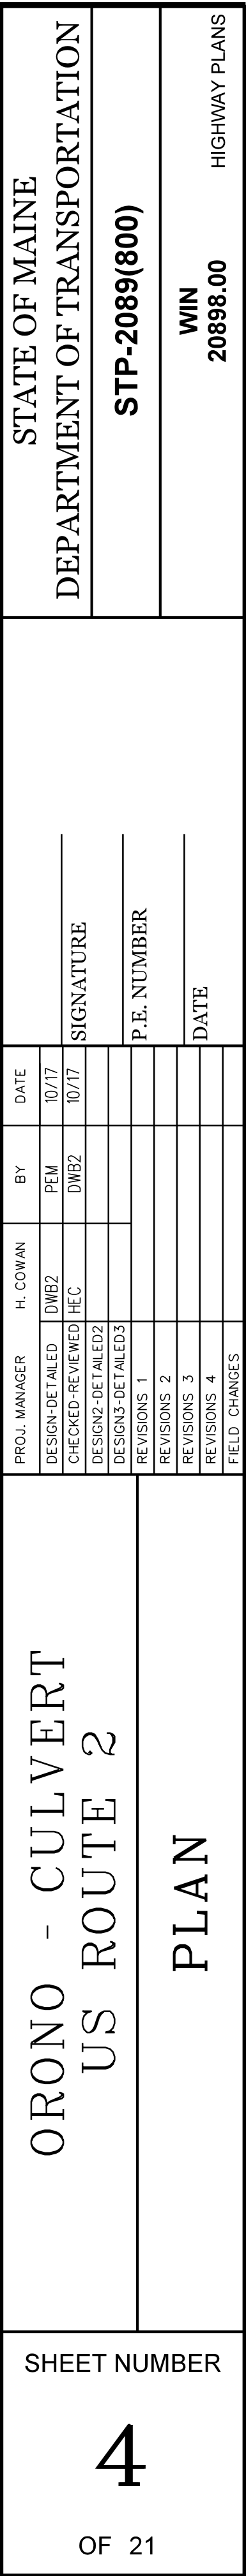 STATE OF MAINE
DEPARTMENT OF TRANSPORTATION
STP-2089(800)
WIN
20898.00
HIGHWAY PLANS
SIGNATURE
P.E. NUMBER
DATE
PROJ. MANAGER H. COWAN BY DATE
DESIGN-DETAILED DWB2 PEM 10/17
CHECKED-REVIEWED HEC DWB2 10/17
DESIGN2-DETAILED2
DESIGN3-DETAILED3
REVISIONS 1
REVISIONS 2
REVISIONS 3
REVISIONS 4
FIELD CHANGES
ORONO - CULVERT
US ROUTE 2
PLAN
SHEET NUMBER
4
OF 21